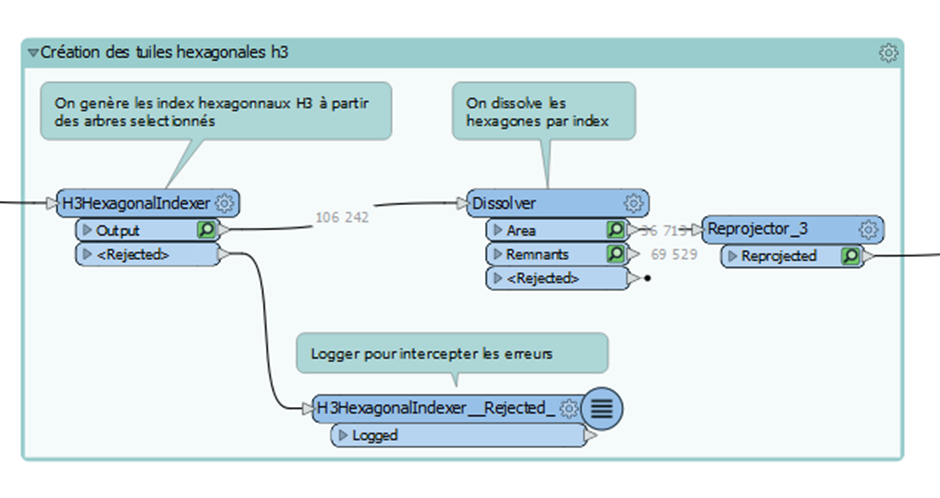 Création des tuiles hexagonales h3
On genère les index hexagonnaux H3 à partir
des arbres selectionnés
On dissolve les
hexagones par index
H3HexagonalIndexer
Output
<Rejected>
106 242
Dissolver
Area
36 713
Remnants
69 529
<Rejected>
Reprojector_3
Reprojected
Logger pour intercepter les erreurs
H3HexagonalIndexer__Rejected_
Logged